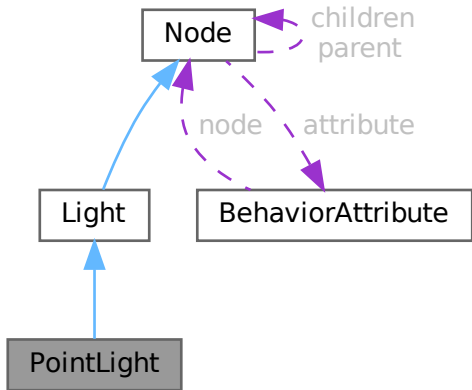 Node
children
parent
node
attribute
Light
BehaviorAttribute
PointLight